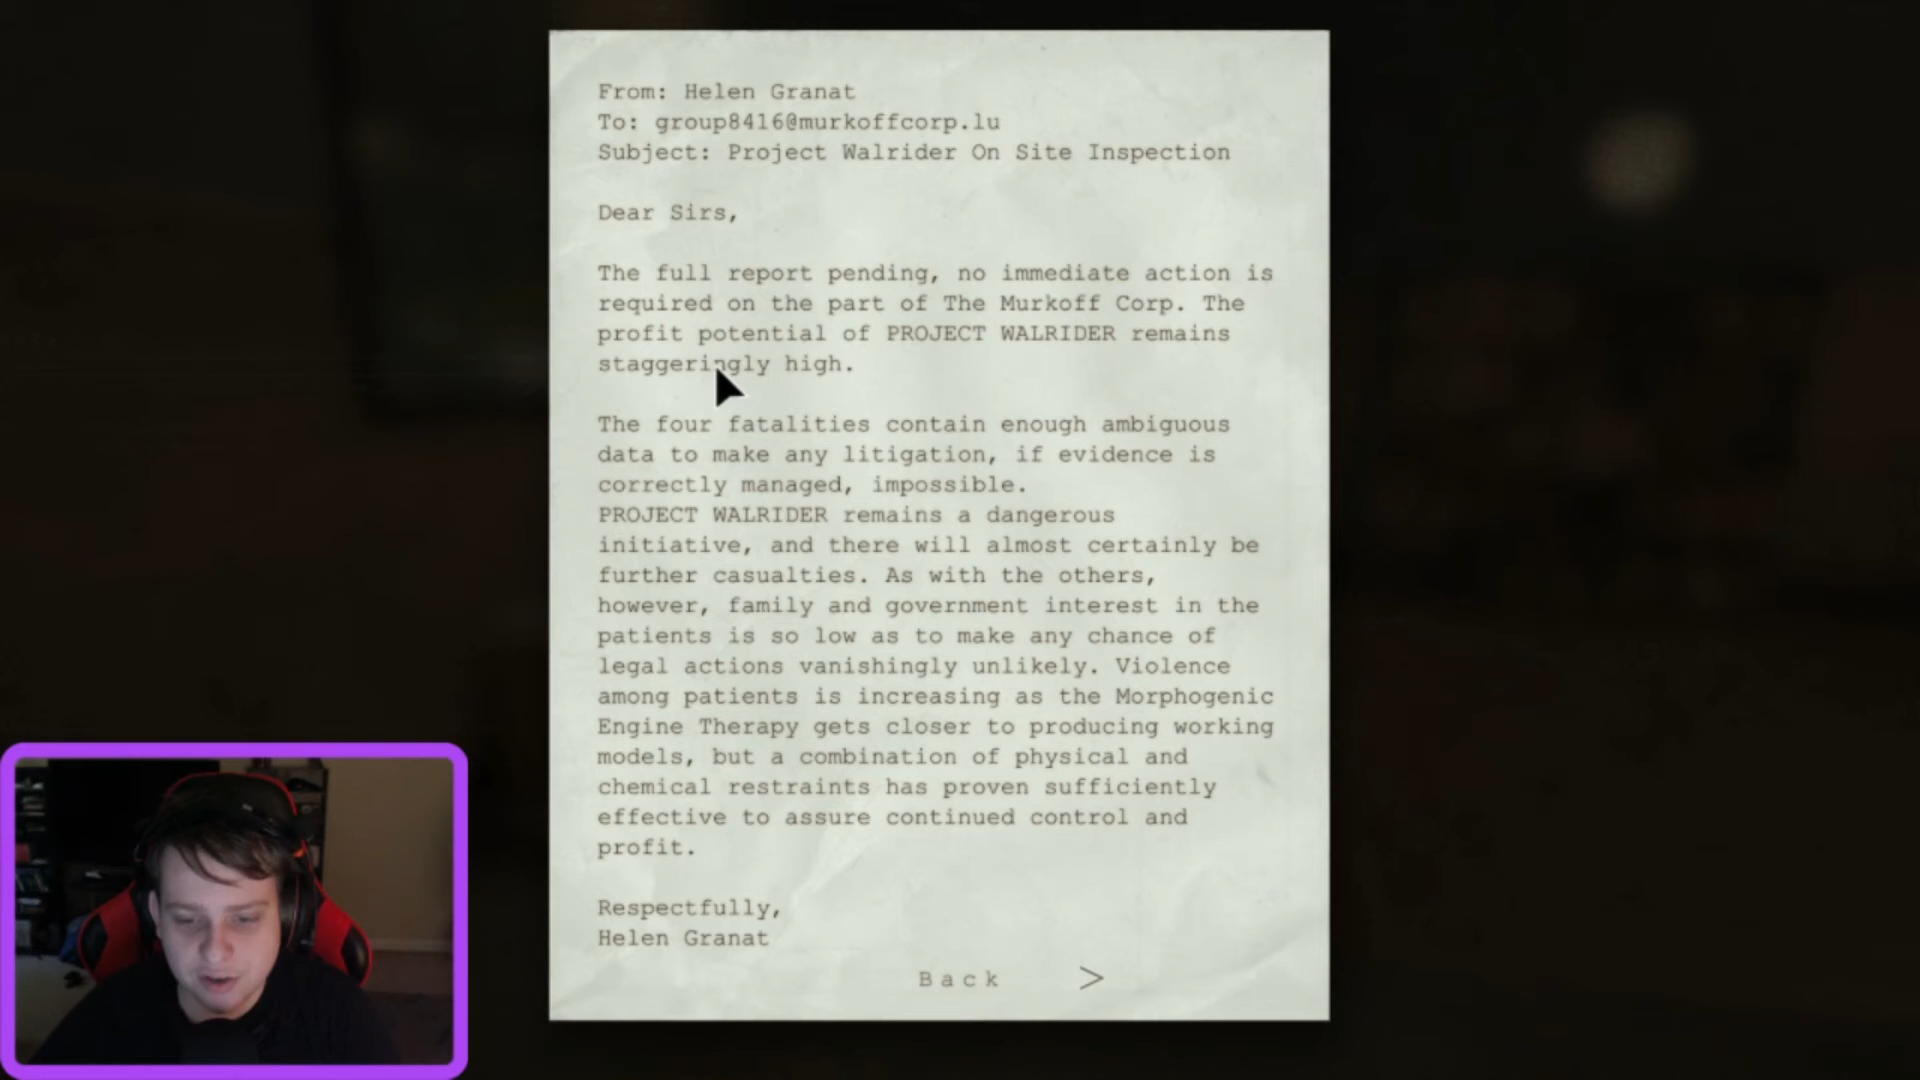 From: Helen Granat
To: group8416@murkoffcorp.lu
Subject: Project Walrider On Site Inspection
Dear Sirs,
The full report pending, no immediate action is
required on the part of The Murkoff Corp. The
profit potential of PROJECT WALRIDER remains
staggeringly high.
The four fatalities contain enough ambiguous
data to make any litigation, if evidence is
correctly managed, impossible.
PROJECT WALRIDER remains a dangerous
initiative, and there will almost certainly be
further casualties. As with the others,
however, family and government interest in the
patients is so low as to make any chance of
legal actions vanishingly unlikely. Violence
among patients is increasing as the Morphogenic
Engine Therapy gets closer to producing working
models, but a combination of physical and
chemical restraints has proven sufficiently
effective to assure continued control and
profit.
Respectfully,
Helen Granat
Back >